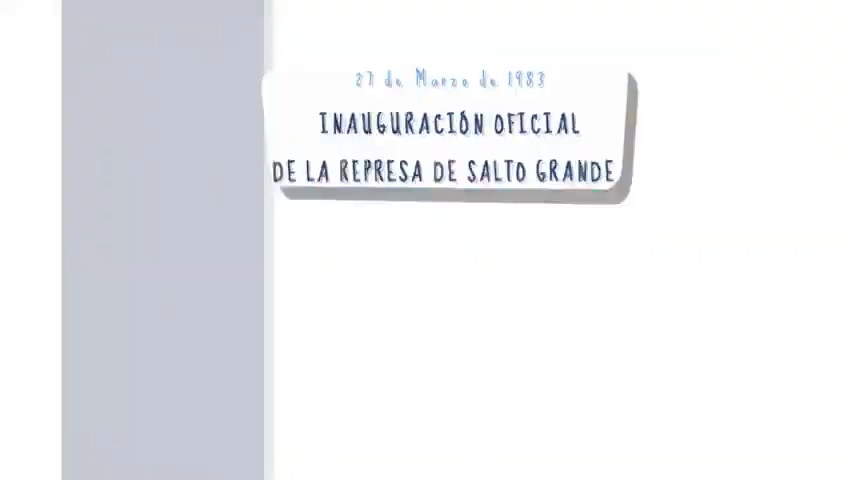 27 de Marzo de 1983
INAUGURACIÓN OFICIAL
DE LA REPRESA DE SALTO GRANDE